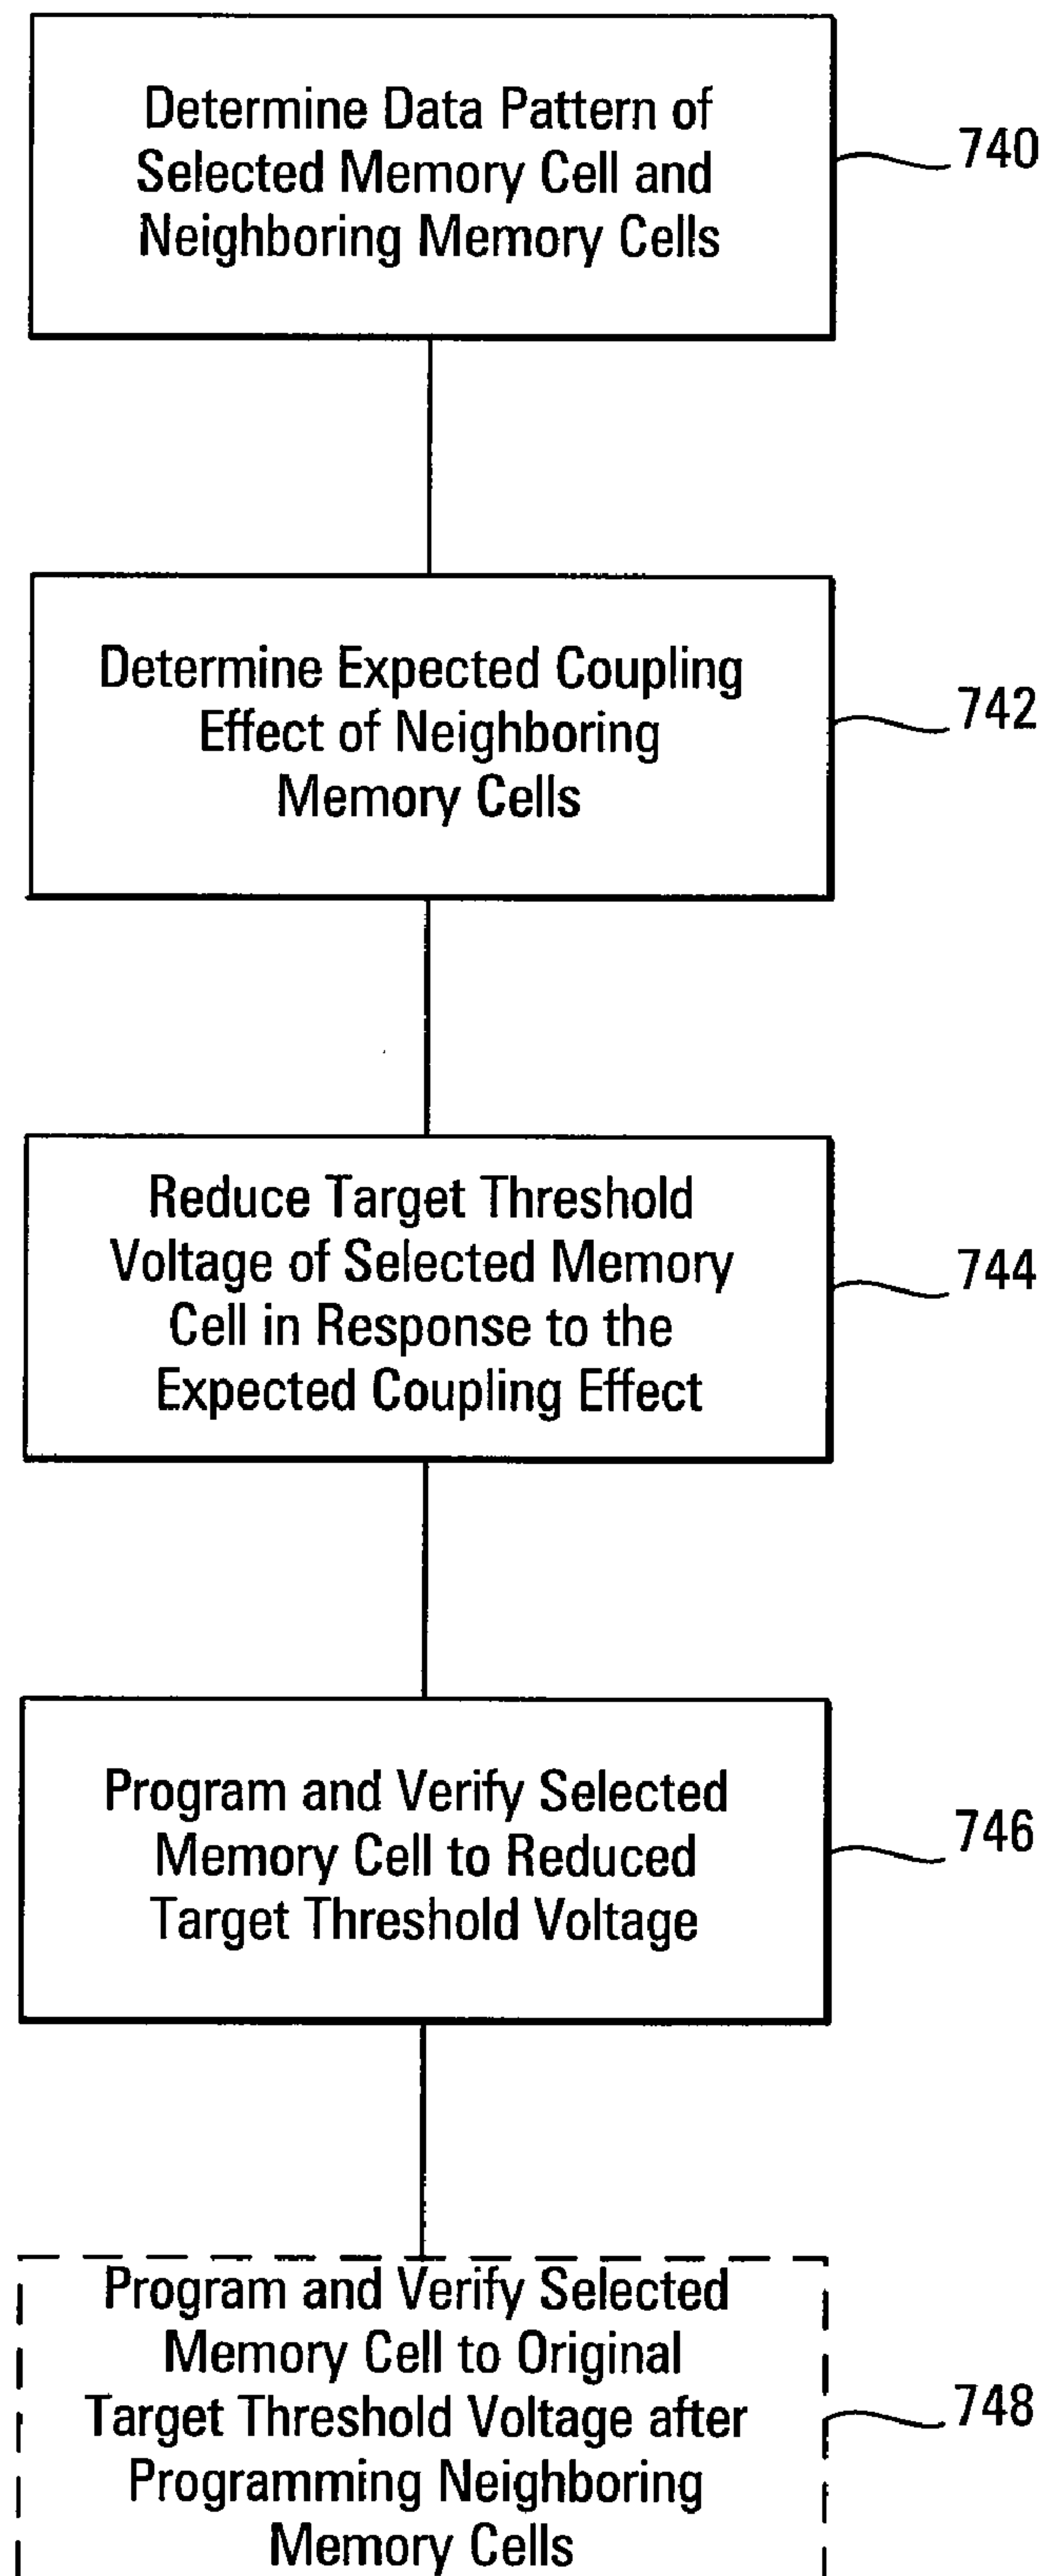 Determine Data Pattern of
Selected Memory Cell and
Neighboring Memory Cells
740
Determine Expected Coupling
Effect of Neighboring
Memory Cells
742
Reduce Target Threshold
Voltage of Selected Memory
Cell in Response to the
Expected Coupling Effect
744
Program and Verify Selected
Memory Cell to Reduced
Target Threshold Voltage
746
Program and Verify Selected
Memory Cell to Original
Target Threshold Voltage after
Programming Neighboring
Memory Cells
748